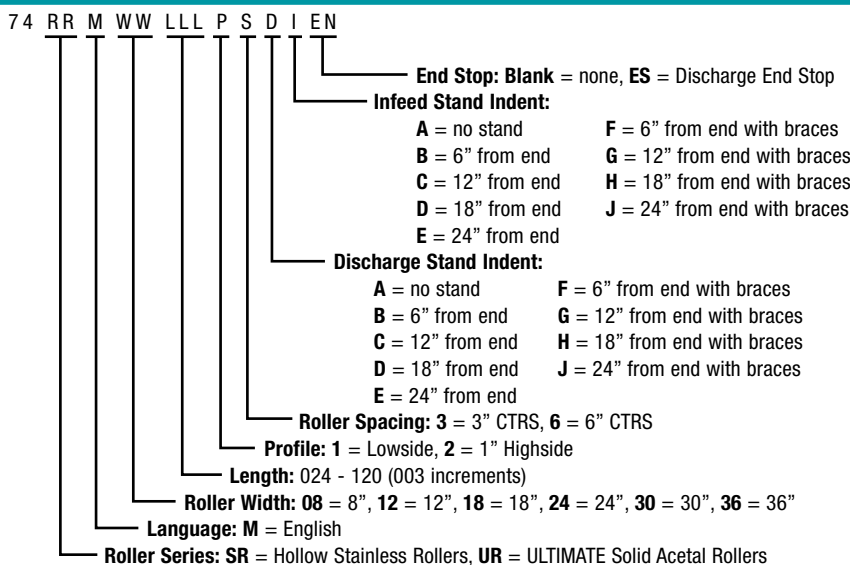 74 RR M WW LLL P S D I EN
End Stop: Blank = none, ES = Discharge End Stop
Infeed Stand Indent:
A = no stand F = 6” from end with braces
B = 6” from end G = 12” from end with braces
C = 12” from end H = 18” from end with braces
D = 18” from end J = 24” from end with braces
E = 24” from end
Discharge Stand Indent:
A = no stand F = 6” from end with braces
B = 6” from end G = 12” from end with braces
C = 12” from end H = 18” from end with braces
D = 18” from end J = 24” from end with braces
E = 24” from end
Roller Spacing: 3 = 3” CTRS, 6 = 6” CTRS
Profile: 1 = Lowside, 2 = 1” Highside
Length: 024 - 120 (003 increments)
Roller Width: 08 = 8”, 12 = 12”, 18 = 18”, 24 = 24”, 30 = 30”, 36 = 36”
Language: M = English
Roller Series: SR = Hollow Stainless Rollers, UR = ULTIMATE Solid Acetal Rollers